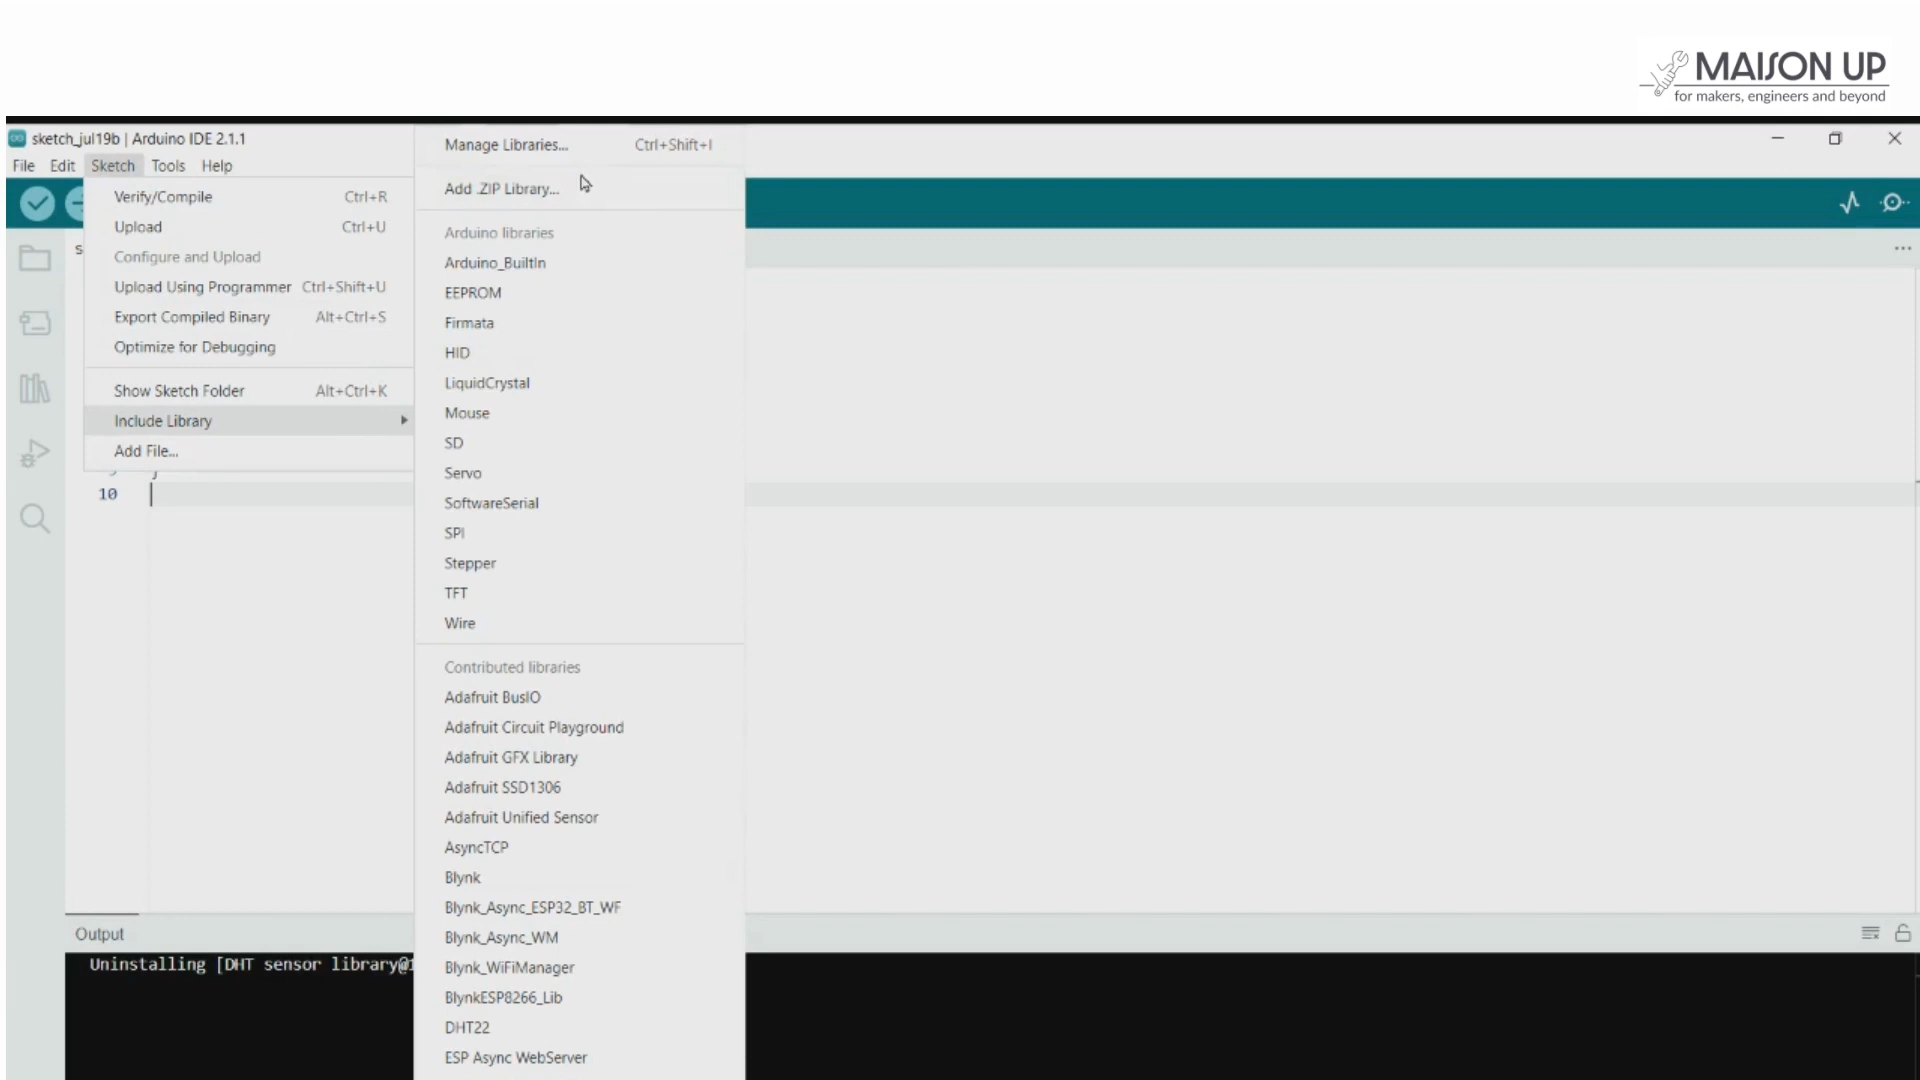 MAISON UP
for makers, engineers and beyond
sketch_jul19b | Arduino IDE 2.1.1
File Edit Sketch Tools Help
Verify/Compile Ctrl+R
Upload Ctrl+U
Configure and Upload
Upload Using Programmer Ctrl+Shift+U
Export Compiled Binary Alt+Ctrl+S
Optimize for Debugging
Show Sketch Folder Alt+Ctrl+K
Include Library
Add File...
Manage Libraries... Ctrl+Shift+I
Add .ZIP Library...
Arduino libraries
Arduino_BuiltIn
EEPROM
Firmata
HID
LiquidCrystal
Mouse
SD
Servo
SoftwareSerial
SPI
Stepper
TFT
Wire
Contributed libraries
Adafruit BusIO
Adafruit Circuit Playground
Adafruit GFX Library
Adafruit SSD1306
Adafruit Unified Sensor
AsyncTCP
Blynk
Blynk_Async_ESP32_BT_WF
Blynk_Async_WM
Blynk_WiFiManager
BlynkESP8266_Lib
DHT22
ESP Async WebServer
10
Output
Uninstalling [DHT sensor library@1